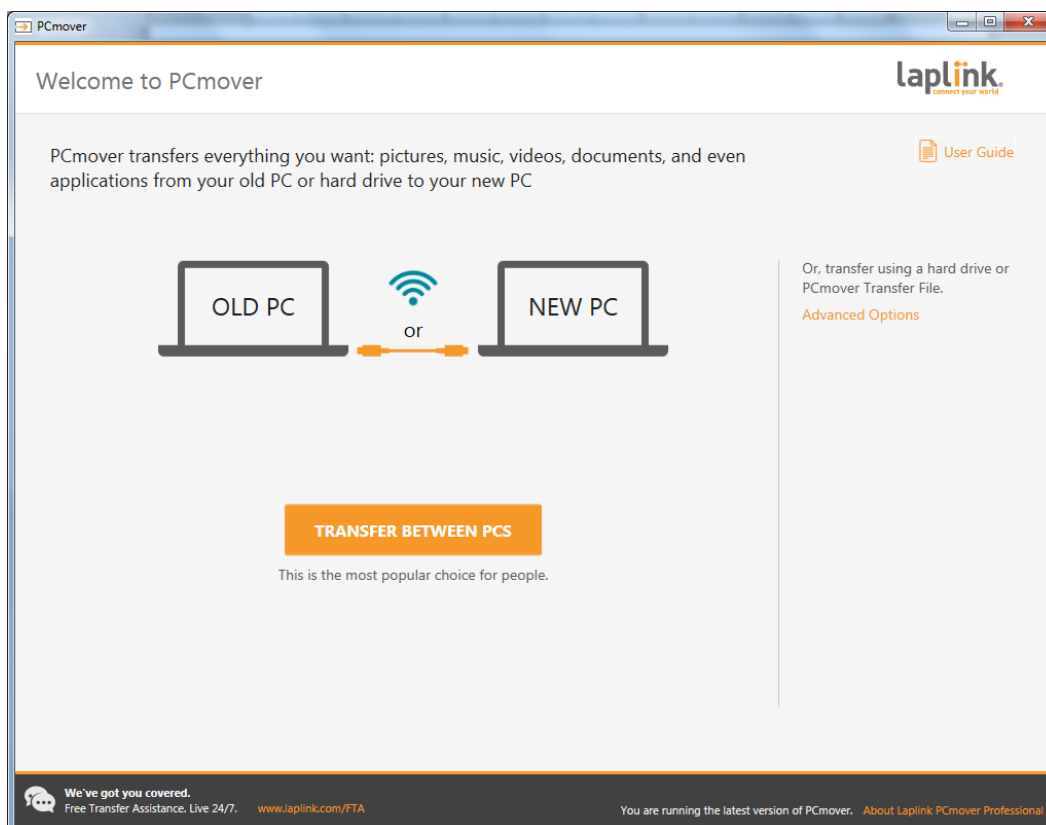 PCmover
Welcome to PCmover
laplink®
connect your world
PCmover transfers everything you want: pictures, music, videos, documents, and even
applications from your old PC or hard drive to your new PC
User Guide
OLD PC
or
NEW PC
Or, transfer using a hard drive or
PCmover Transfer File.
Advanced Options
TRANSFER BETWEEN PCS
This is the most popular choice for people.
We've got you covered.
Free Transfer Assistance. Live 24/7. www.laplink.com/FTA
You are running the latest version of PCmover. About Laplink PCmover Professional